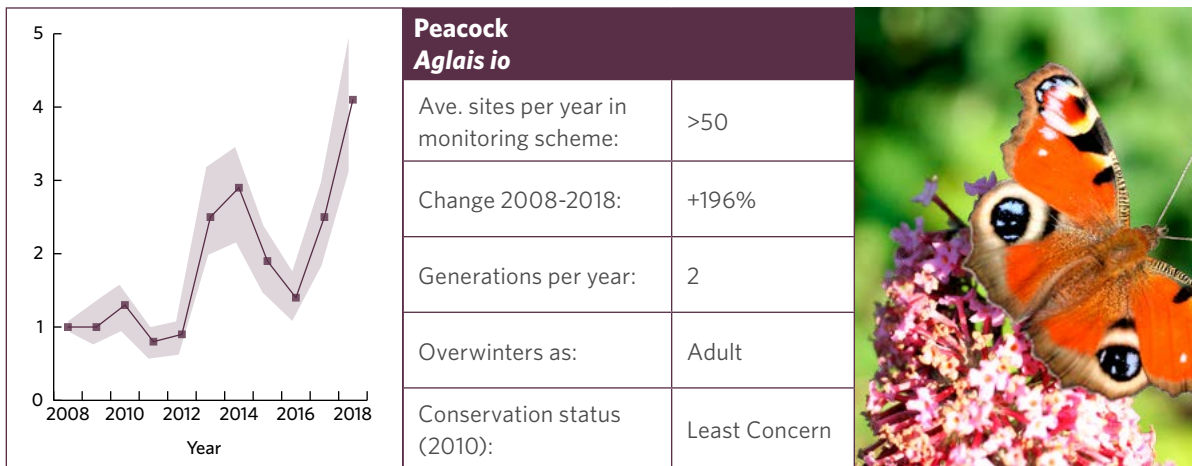 5
4
3
2
1
0
2008 2010 2012 2014 2016 2018
Year
Peacock
Aglais io
Ave. sites per year in
monitoring scheme:
>50
Change 2008-2018:
+196%
Generations per year:
2
Overwinters as:
Adult
Conservation status
(2010):
Least Concern